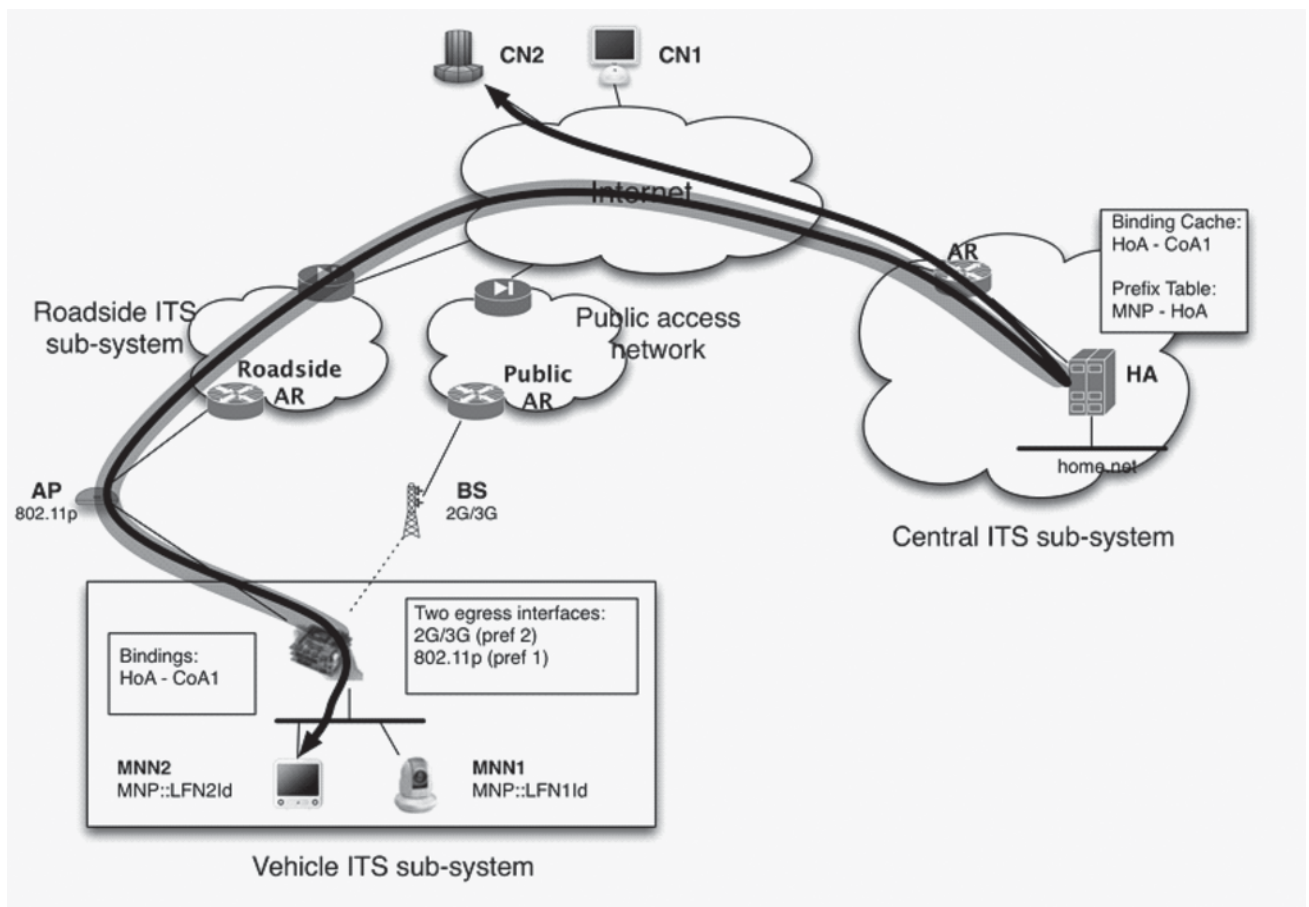 CN2
CN1
Internet
Binding Cache:
HoA - CoA1
Prefix Table:
MNP - HoA
AR
Roadside ITS
sub-system
Public access
network
Roadside
AR
Public
AR
HA
home.net
AP
802.11p
BS
2G/3G
Central ITS sub-system
Two egress interfaces:
2G/3G (pref 2)
802.11p (pref 1)
Bindings:
HoA - CoA1
MNN2
MNP::LFN2Id
MNN1
MNP::LFN1Id
Vehicle ITS sub-system